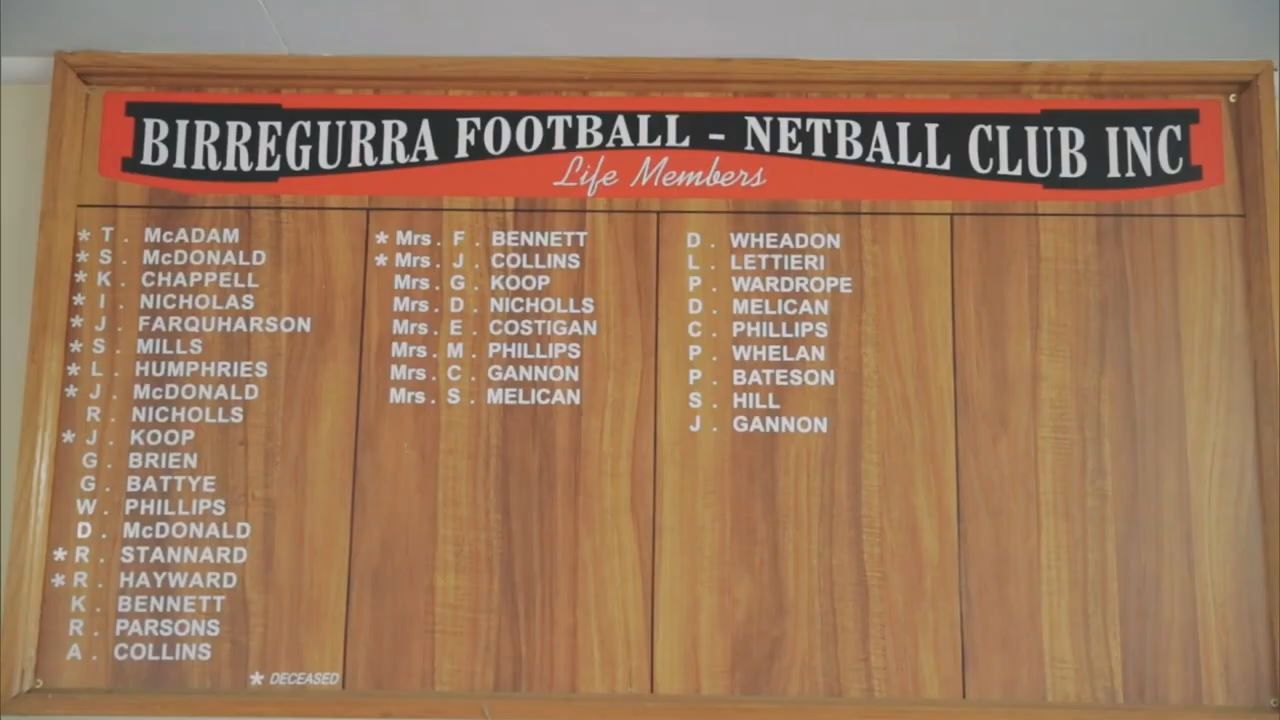 BIRREGURRA FOOTBALL - NETBALL CLUB INC
Life Members
* T . McADAM
* S . McDONALD
* K . CHAPPELL
* I . NICHOLAS
* J . FARQUHARSON
* S . MILLS
* L . HUMPHRIES
* J . McDONALD
R . NICHOLLS
* J . KOOP
G . BRIEN
G . BATTYE
W . PHILLIPS
D . McDONALD
* R . STANNARD
* R . HAYWARD
K . BENNETT
R . PARSONS
A . COLLINS
* DECEASED
* Mrs . F . BENNETT
* Mrs . J . COLLINS
Mrs . G . KOOP
Mrs . D . NICHOLLS
Mrs . E . COSTIGAN
Mrs . M . PHILLIPS
Mrs . C . GANNON
Mrs . S . MELICAN
D . WHEADON
L . LETTIERI
P . WARDROPE
D . MELICAN
C . PHILLIPS
P . WHELAN
P . BATESON
S . HILL
J . GANNON